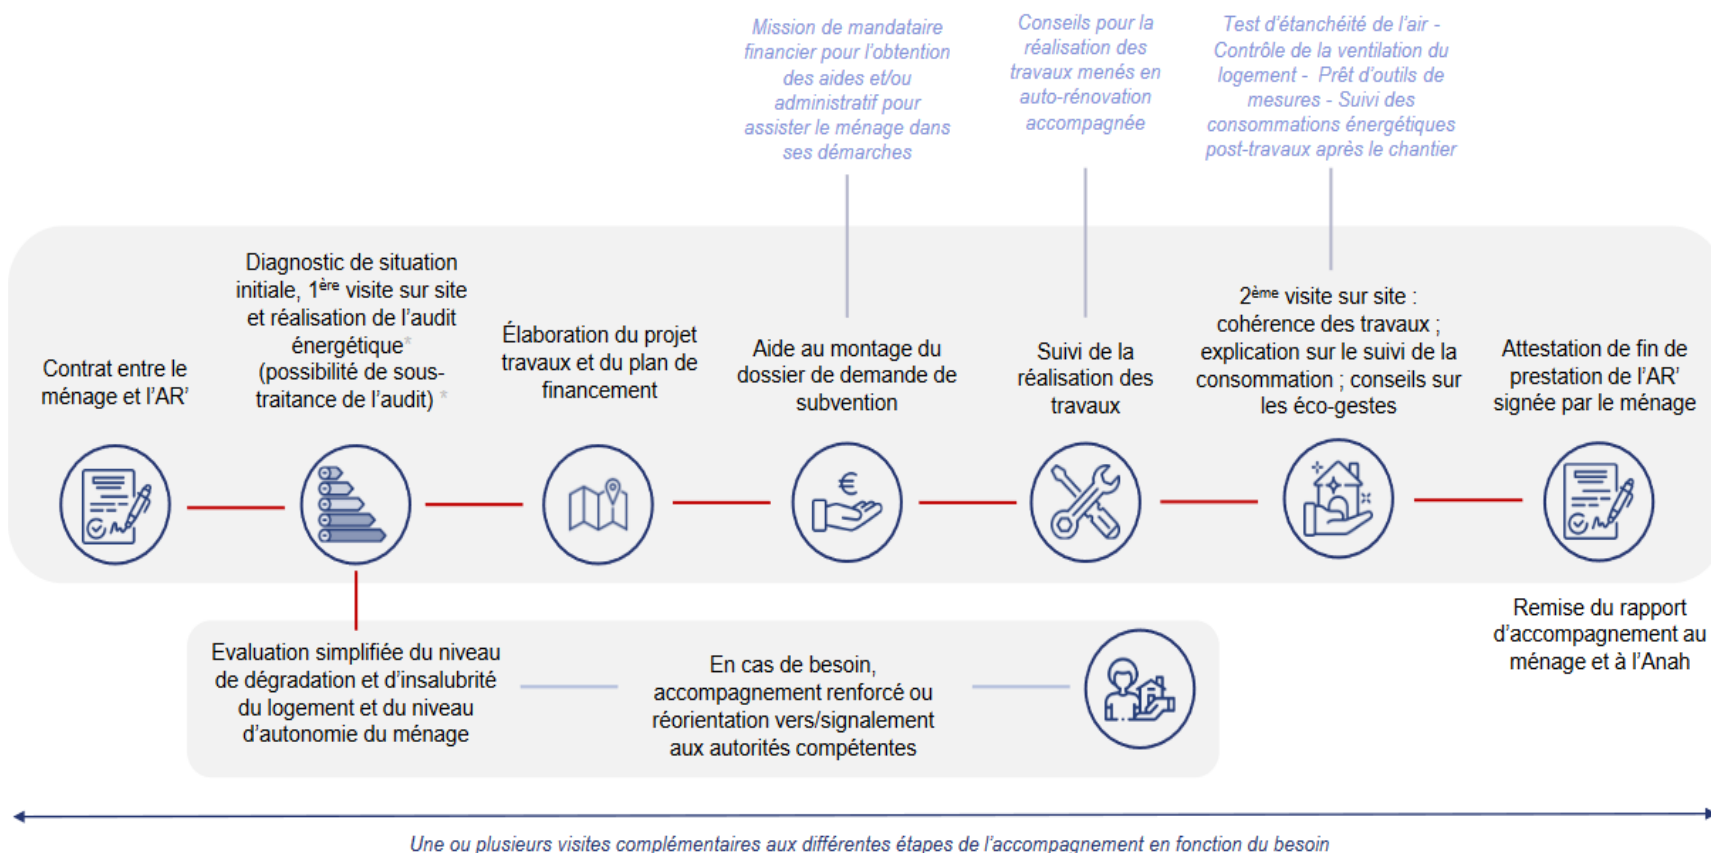 Mission de mandataire
financier pour l'obtention
des aides et/ou
administratif pour
assister le ménage dans
ses démarches
Conseils pour la
réalisation des
travaux menés en
auto-rénovation
accompagnée
Test d'étanchéité de l'air -
Contrôle de la ventilation du
logement - Prêt d'outils de
mesures - Suivi des
consommations énergétiques
post-travaux après le chantier
Contrat entre le
ménage et l'AR'
Diagnostic de situation
initiale, 1ère visite sur site
et réalisation de l'audit
énergétique*
(possibilité de sous-
traitance de l'audit) *
Élaboration du projet
travaux et du plan de
financement
Aide au montage du
dossier de demande de
subvention
Suivi de la
réalisation des
travaux
2ème visite sur site :
cohérence des travaux ;
explication sur le suivi de la
consommation ; conseils sur
les éco-gestes
Attestation de fin de
prestation de l'AR'
signée par le ménage
€
Remise du rapport
d'accompagnement au
ménage et à l'Anah
Evaluation simplifiée du niveau
de dégradation et d'insalubrité
du logement et du niveau
d'autonomie du ménage
En cas de besoin,
accompagnement renforcé ou
réorientation vers/signalement
aux autorités compétentes
Une ou plusieurs visites complémentaires aux différentes étapes de l'accompagnement en fonction du besoin